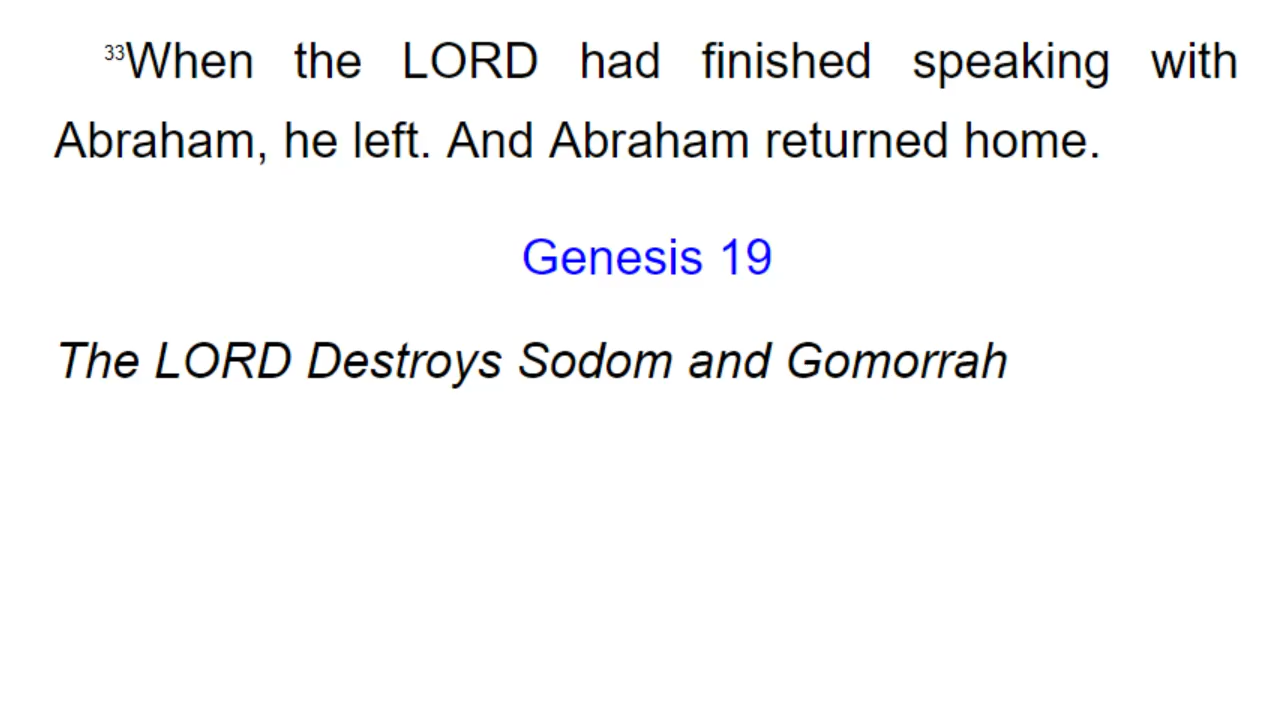 33When the LORD had finished speaking with
Abraham, he left. And Abraham returned home.
Genesis 19
The LORD Destroys Sodom and Gomorrah